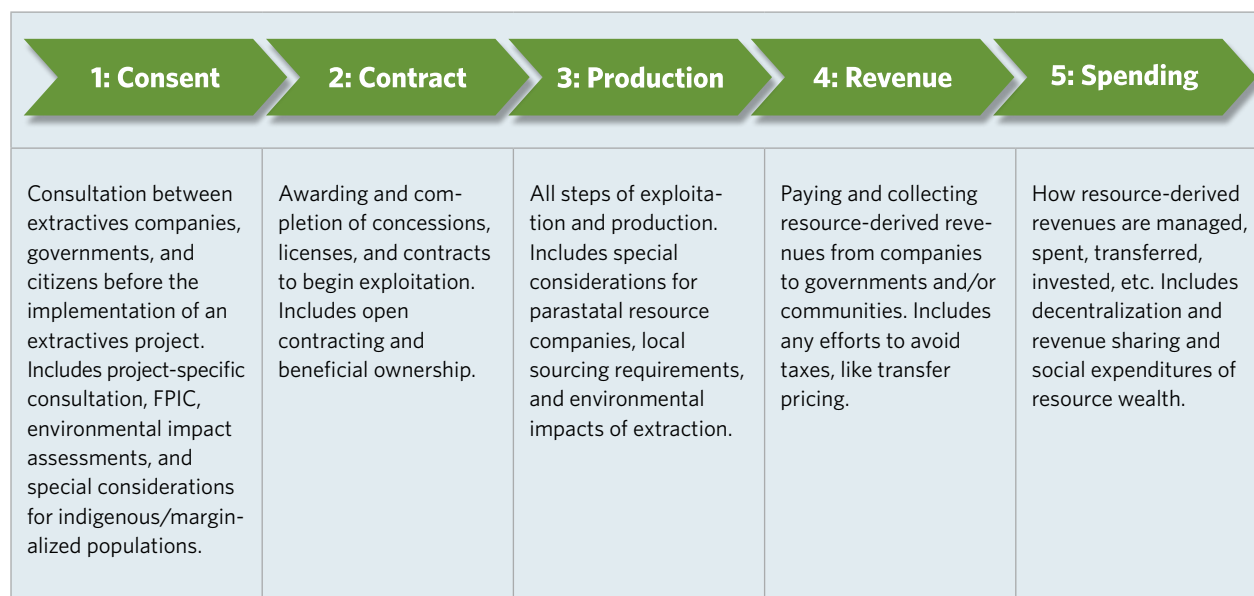 1: Consent
2: Contract
3: Production
4: Revenue
5: Spending
Consultation between
extractives companies,
governments, and
citizens before the
implementation of an
extractives project.
Includes project-specific
consultation, FPIC,
environmental impact
assessments, and
special considerations
for indigenous/margin-
alized populations.
Awarding and com-
pletion of concessions,
licenses, and contracts
to begin exploitation.
Includes open
contracting and
beneficial ownership.
All steps of exploita-
tion and production.
Includes special
considerations for
parastatal resource
companies, local
sourcing requirements,
and environmental
impacts of extraction.
Paying and collecting
resource-derived reve-
nues from companies
to governments and/or
communities. Includes
any efforts to avoid
taxes, like transfer
pricing.
How resource-derived
revenues are managed,
spent, transferred,
invested, etc. Includes
decentralization and
revenue sharing and
social expenditures of
resource wealth.